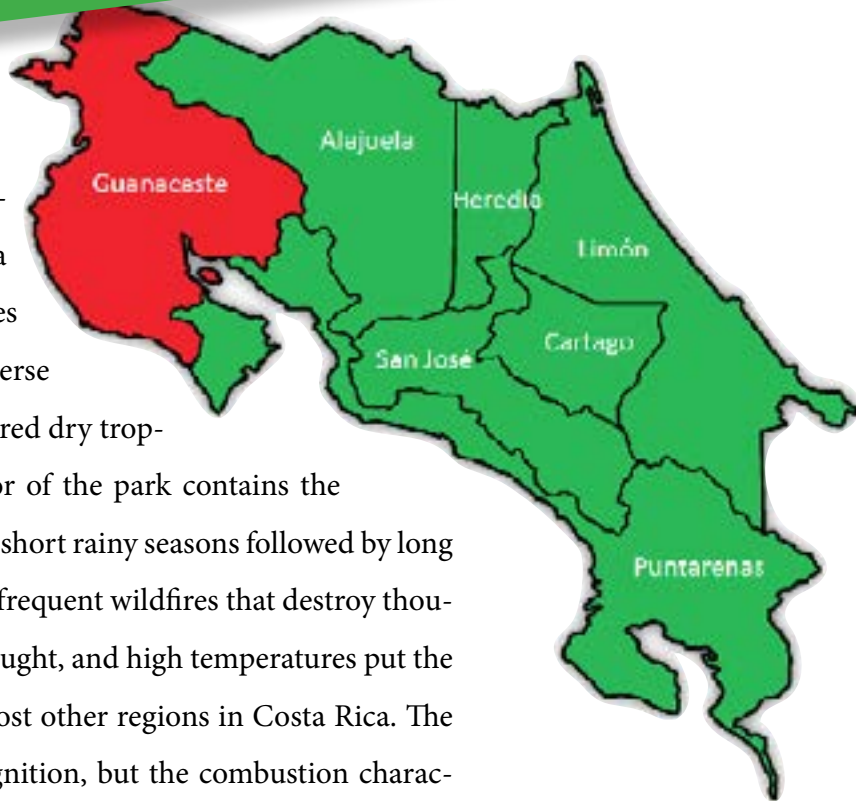 Guanacaste
Alajuela
Heredia
Limón
San José
Cartago
Puntarenas
-
a
es
erse
red dry trop-
or of the park contains the
short rainy seasons followed by long
frequent wildfires that destroy thou-
ught, and high temperatures put the
ost other regions in Costa Rica. The
gnition, but the combustion charac-